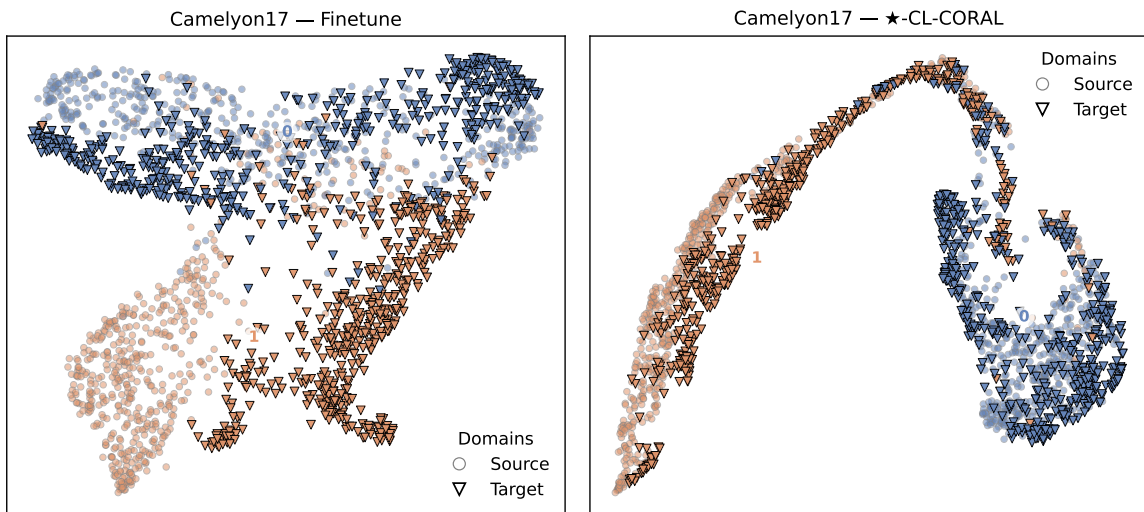 Camelyon17 — Finetune
0
1
Domains
Source
Target
Camelyon17 — ★-CL-CORAL
Domains
Source
Target
1
0